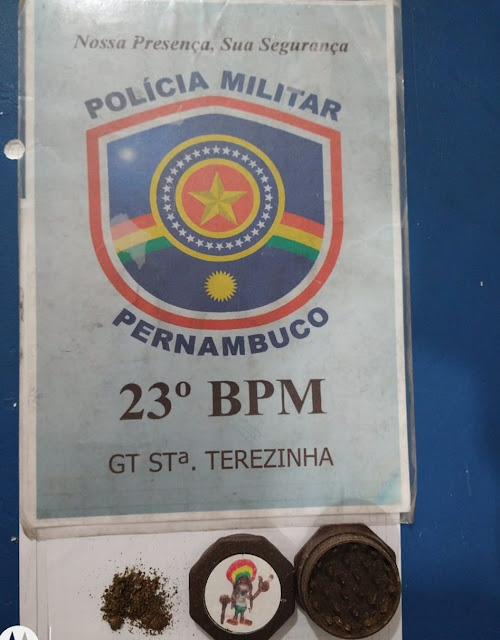 Nossa Presença, Sua Segurança
POLÍCIA MILITAR
PERNAMBUCO
23º BPM
GT STª. TEREZINHA